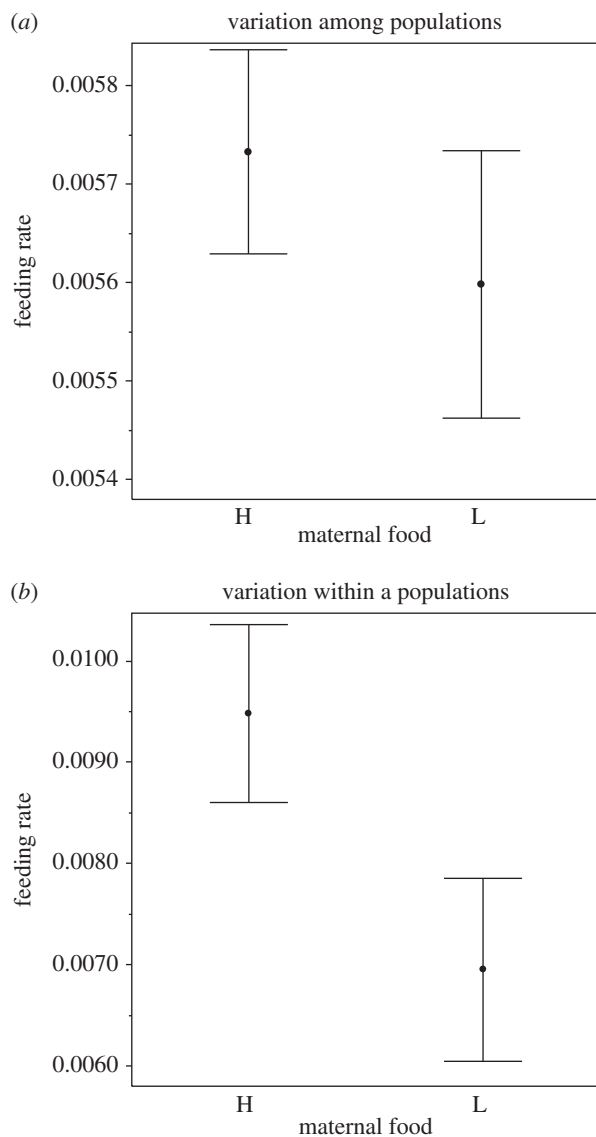 (a) variation among populations
0.0058
0.0057
0.0056
0.0055
0.0054
feeding rate
H L
maternal food
(b) variation within a populations
0.0100
0.0090
0.0080
0.0070
0.0060
feeding rate
H L
maternal food